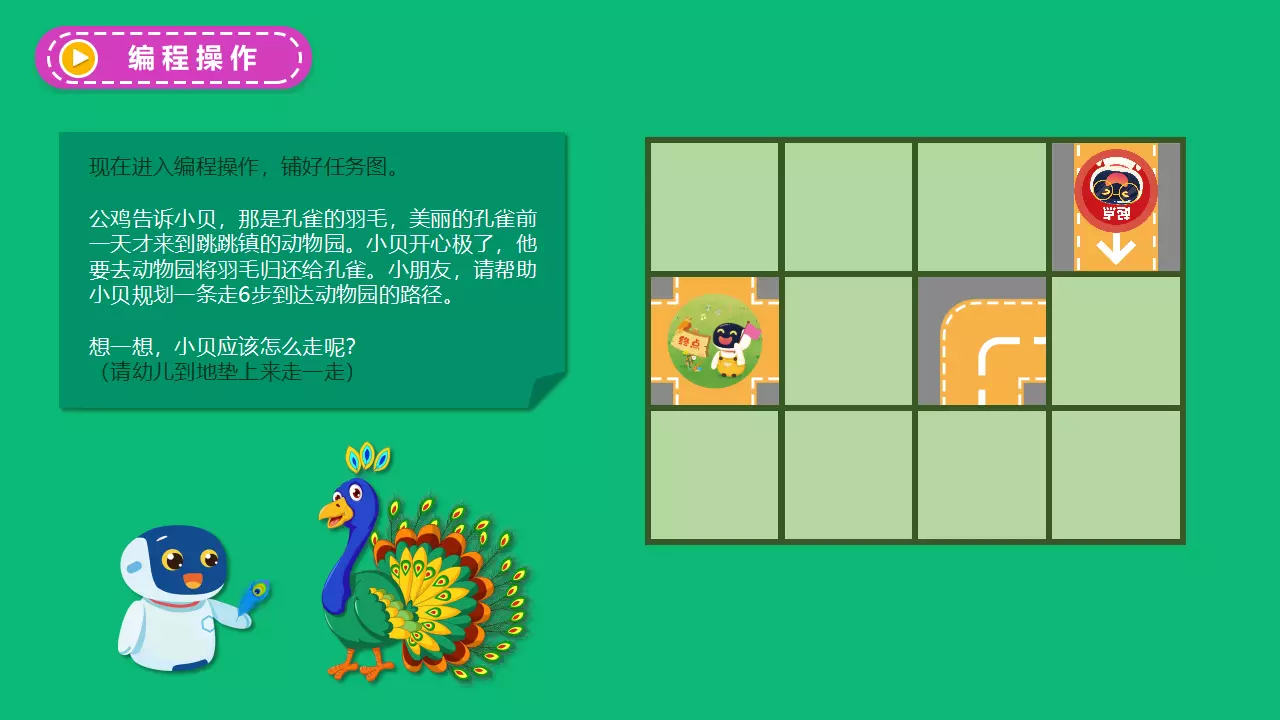 编程操作
现在进入编程操作，铺好任务图。
公鸡告诉小贝，那是孔雀的羽毛，美丽的孔雀前
一天才来到跳跳镇的动物园。小贝开心极了，他
要去动物园将羽毛归还给孔雀。小朋友，请帮助
小贝规划一条走6步到达动物园的路径。
想一想，小贝应该怎么走呢？
（请幼儿到地垫上来走一走）
起点
终点